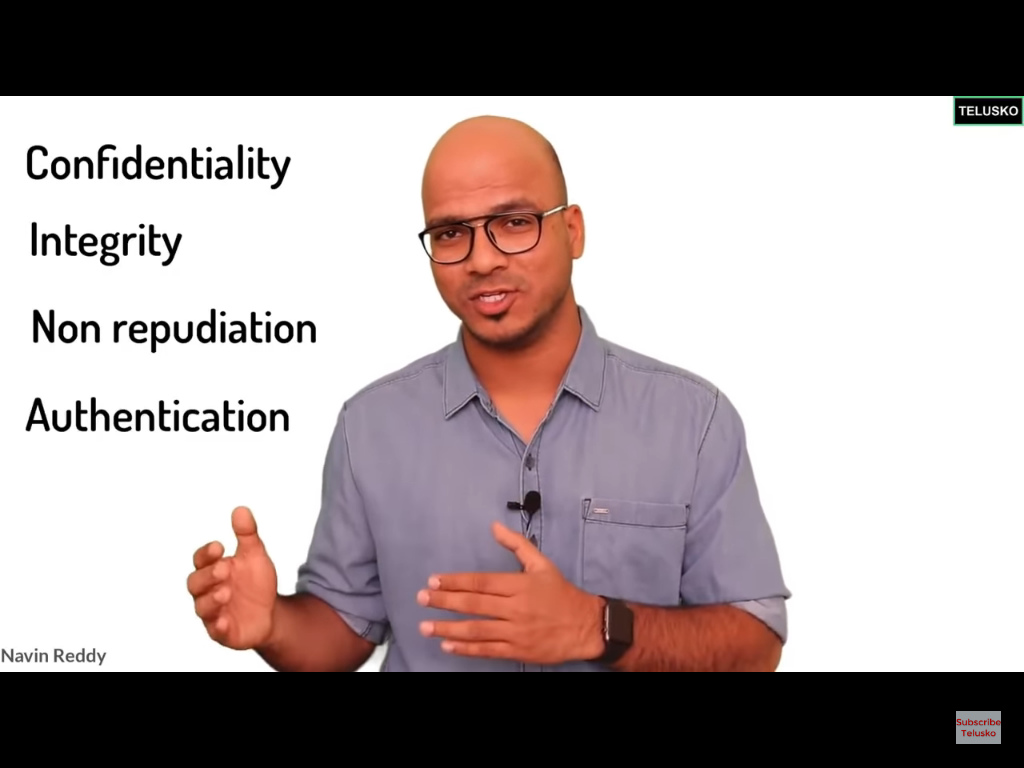 TELUSKO
Confidentiality
Integrity
Non repudiation
Authentication
Navin Reddy
Subscribe
Telusko